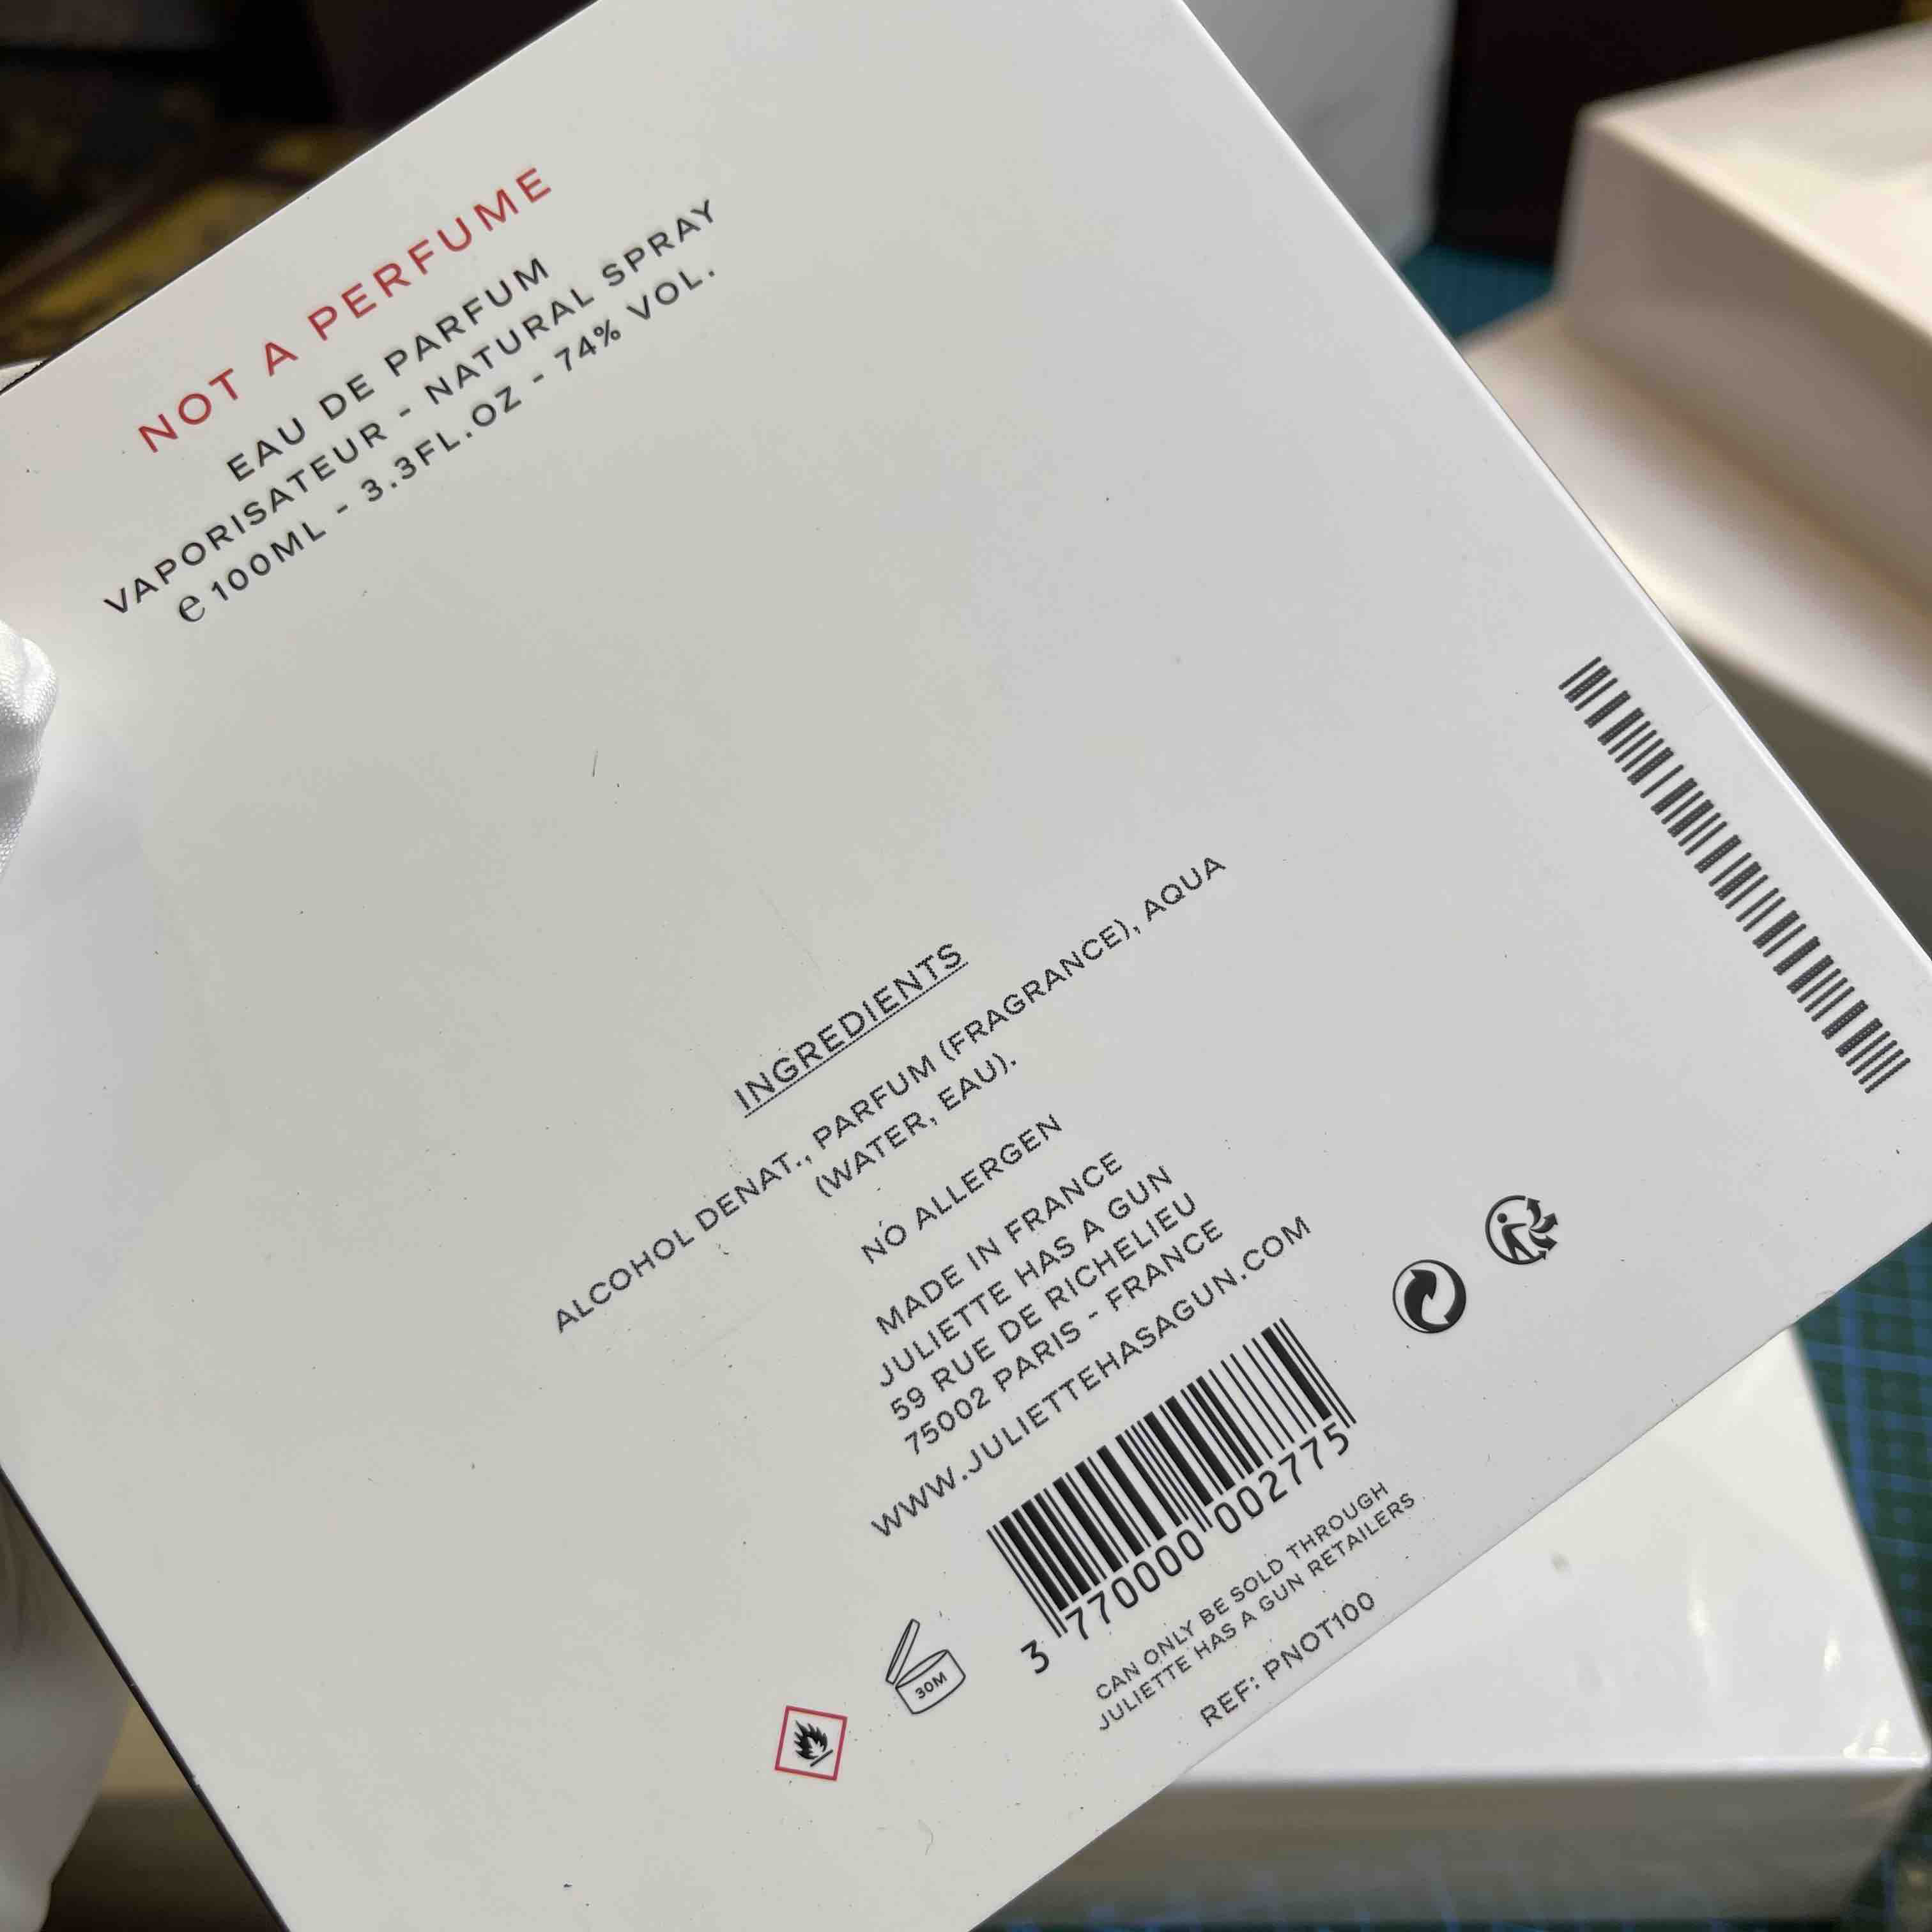 NOT A PERFUME
EAU DE PARFUM
VAPORISATEUR - NATURAL SPRAY
e 100ML - 3.3FL.OZ - 74% VOL.
INGREDIENTS
ALCOHOL DENAT., PARFUM (FRAGRANCE), AQUA
(WATER, EAU).
NO ALLERGEN
MADE IN FRANCE
JULIETTE HAS A GUN
59 RUE DE RICHELIEU
75002 PARIS - FRANCE
WWW.JULIETTEHASAGUN.COM
3 770000 002775
30M
CAN ONLY BE SOLD THROUGH
JULIETTE HAS A GUN RETAILERS
REF: PNOT100